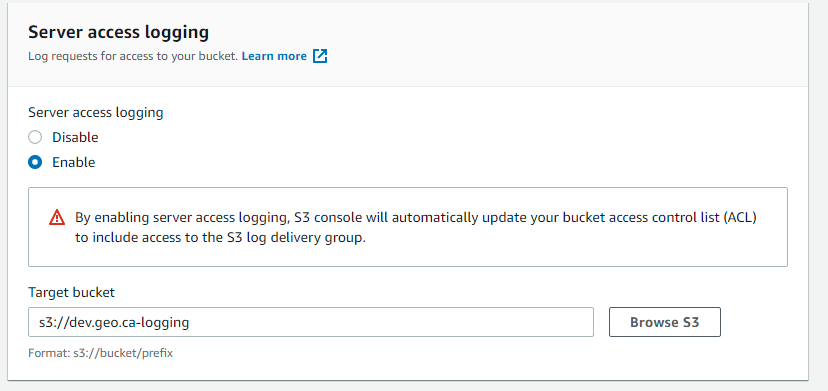 Server access logging
Log requests for access to your bucket. Learn more
Server access logging
Disable
Enable
By enabling server access logging, S3 console will automatically update your bucket access control list (ACL)
to include access to the S3 log delivery group.
Target bucket
s3://dev.geo.ca-logging
Browse S3
Format: s3://bucket/prefix